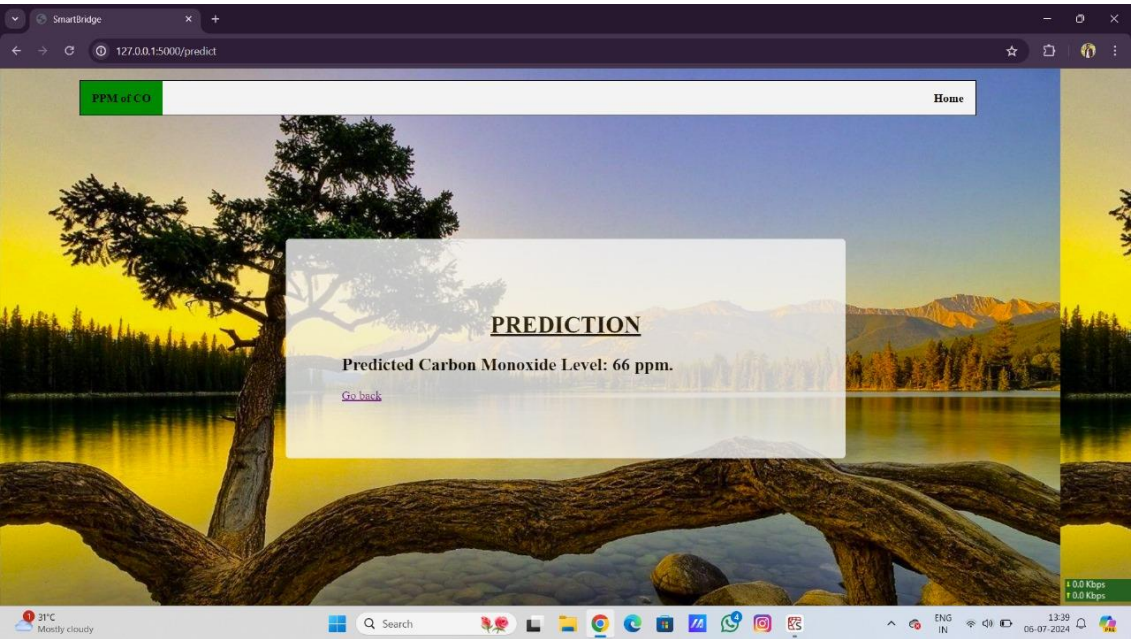 SmartBridge
127.0.0.1:5000/predict
PPM of CO
Home
PREDICTION
Predicted Carbon Monoxide Level: 66 ppm.
Go back
0.0 Kbps
0.0 Kbps
1
31°C
Mostly cloudy
Search
ENG
IN
13:39
06-07-2024